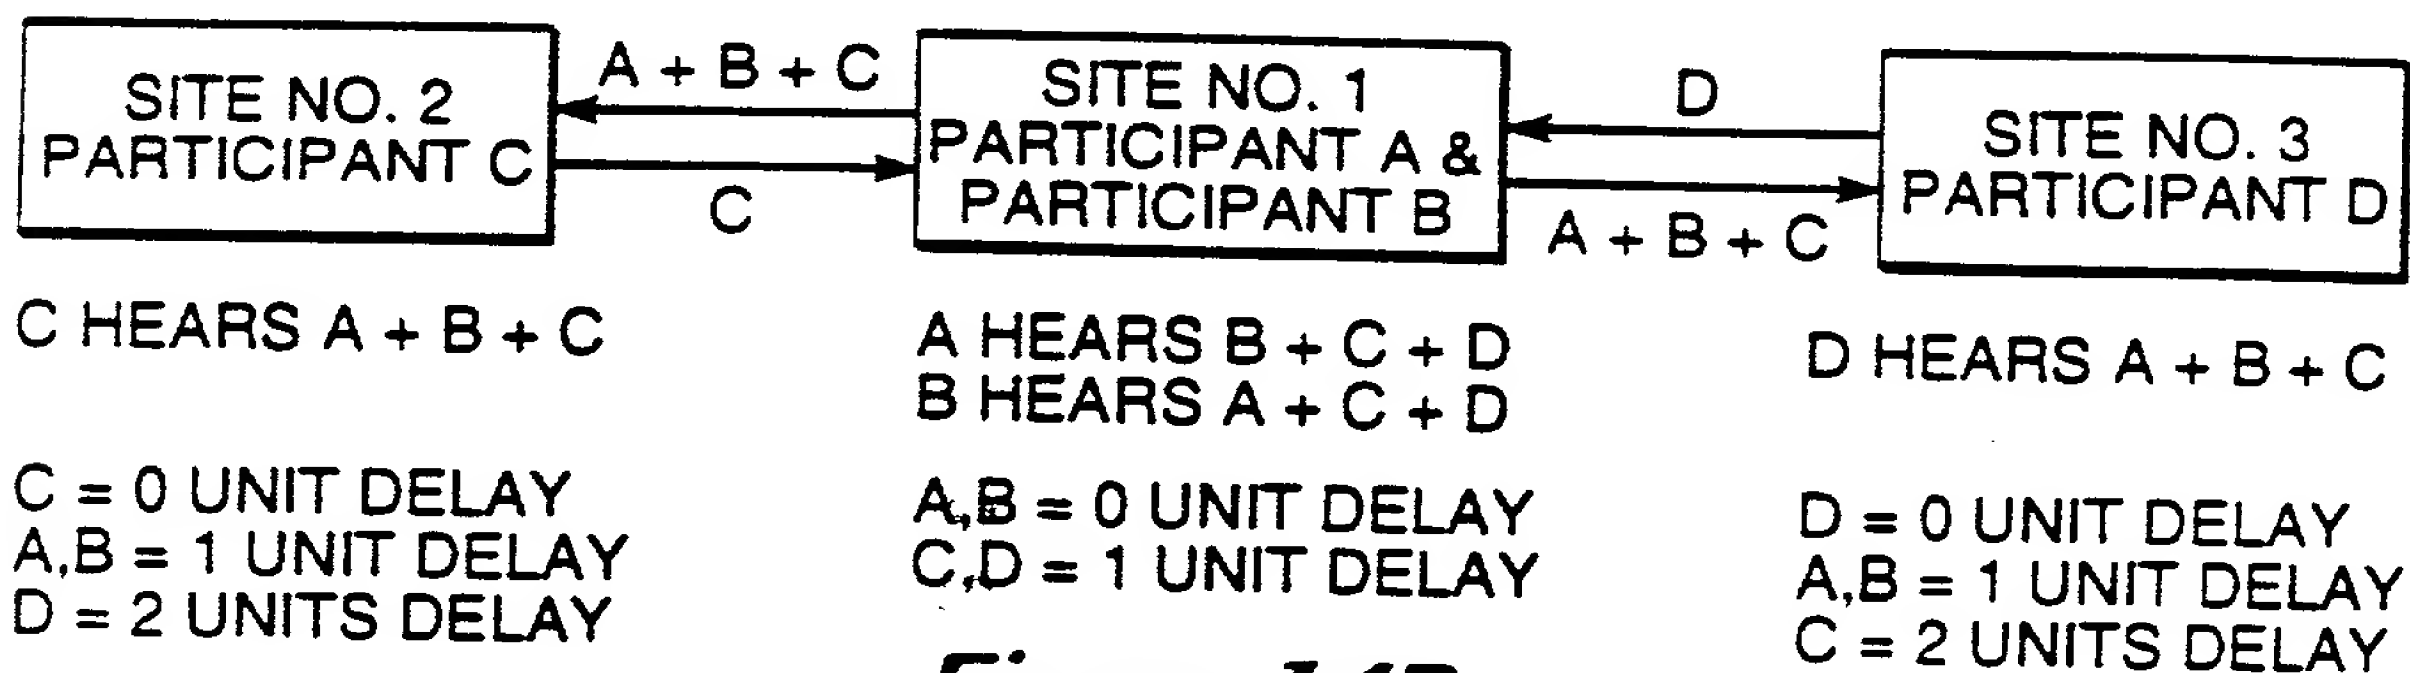 SITE NO. 2
PARTICIPANT C
A + B + C
C
SITE NO. 1
PARTICIPANT A &
PARTICIPANT B
D
A + B + C
SITE NO. 3
PARTICIPANT D
C HEARS A + B + C
A HEARS B + C + D
B HEARS A + C + D
D HEARS A + B + C
C = 0 UNIT DELAY
A,B = 1 UNIT DELAY
D = 2 UNITS DELAY
A,B = 0 UNIT DELAY
C,D = 1 UNIT DELAY
D = 0 UNIT DELAY
A,B = 1 UNIT DELAY
C = 2 UNITS DELAY